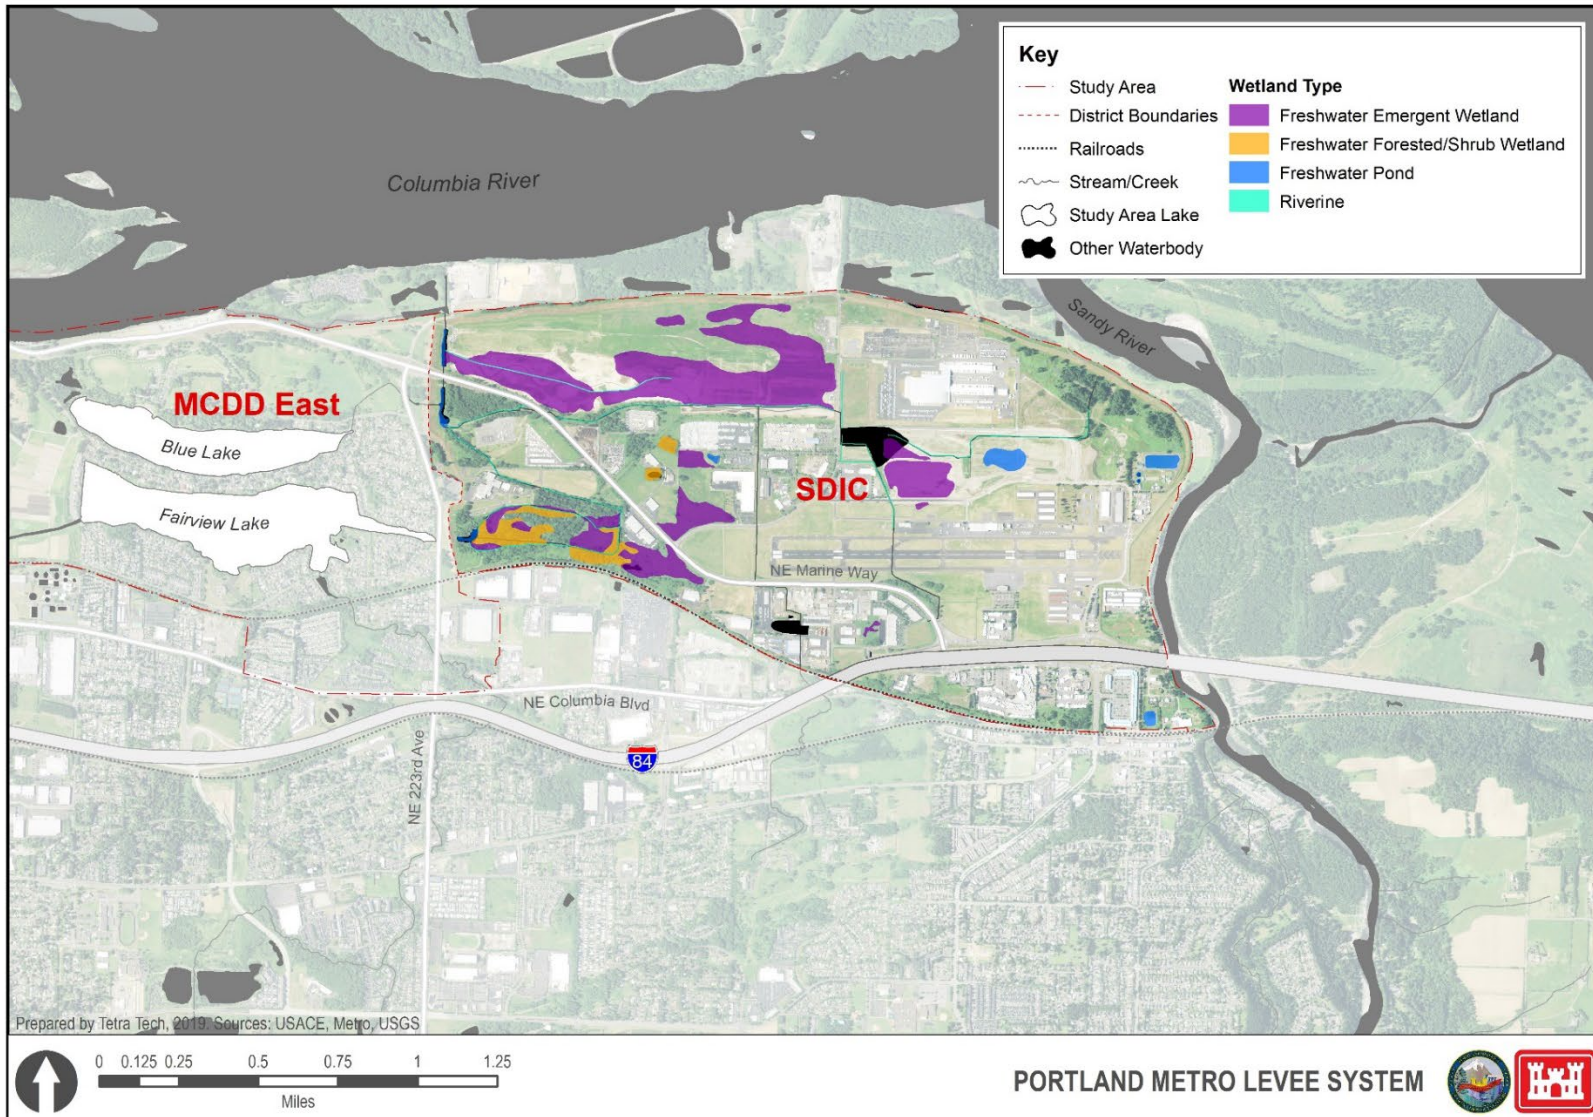 Key
Study Area
District Boundaries
Railroads
Stream/Creek
Study Area Lake
Other Waterbody
Wetland Type
Freshwater Emergent Wetland
Freshwater Forested/Shrub Wetland
Freshwater Pond
Riverine
Columbia River
Sandy River
MCDD East
Blue Lake
Fairview Lake
SDIC
NE Marine Way
NE Columbia Blvd
NE 223rd Ave
84
Prepared by Tetra Tech, 2019. Sources: USACE, Metro, USGS
0 0.125 0.25 0.5 0.75 1 1.25
Miles
PORTLAND METRO LEVEE SYSTEM